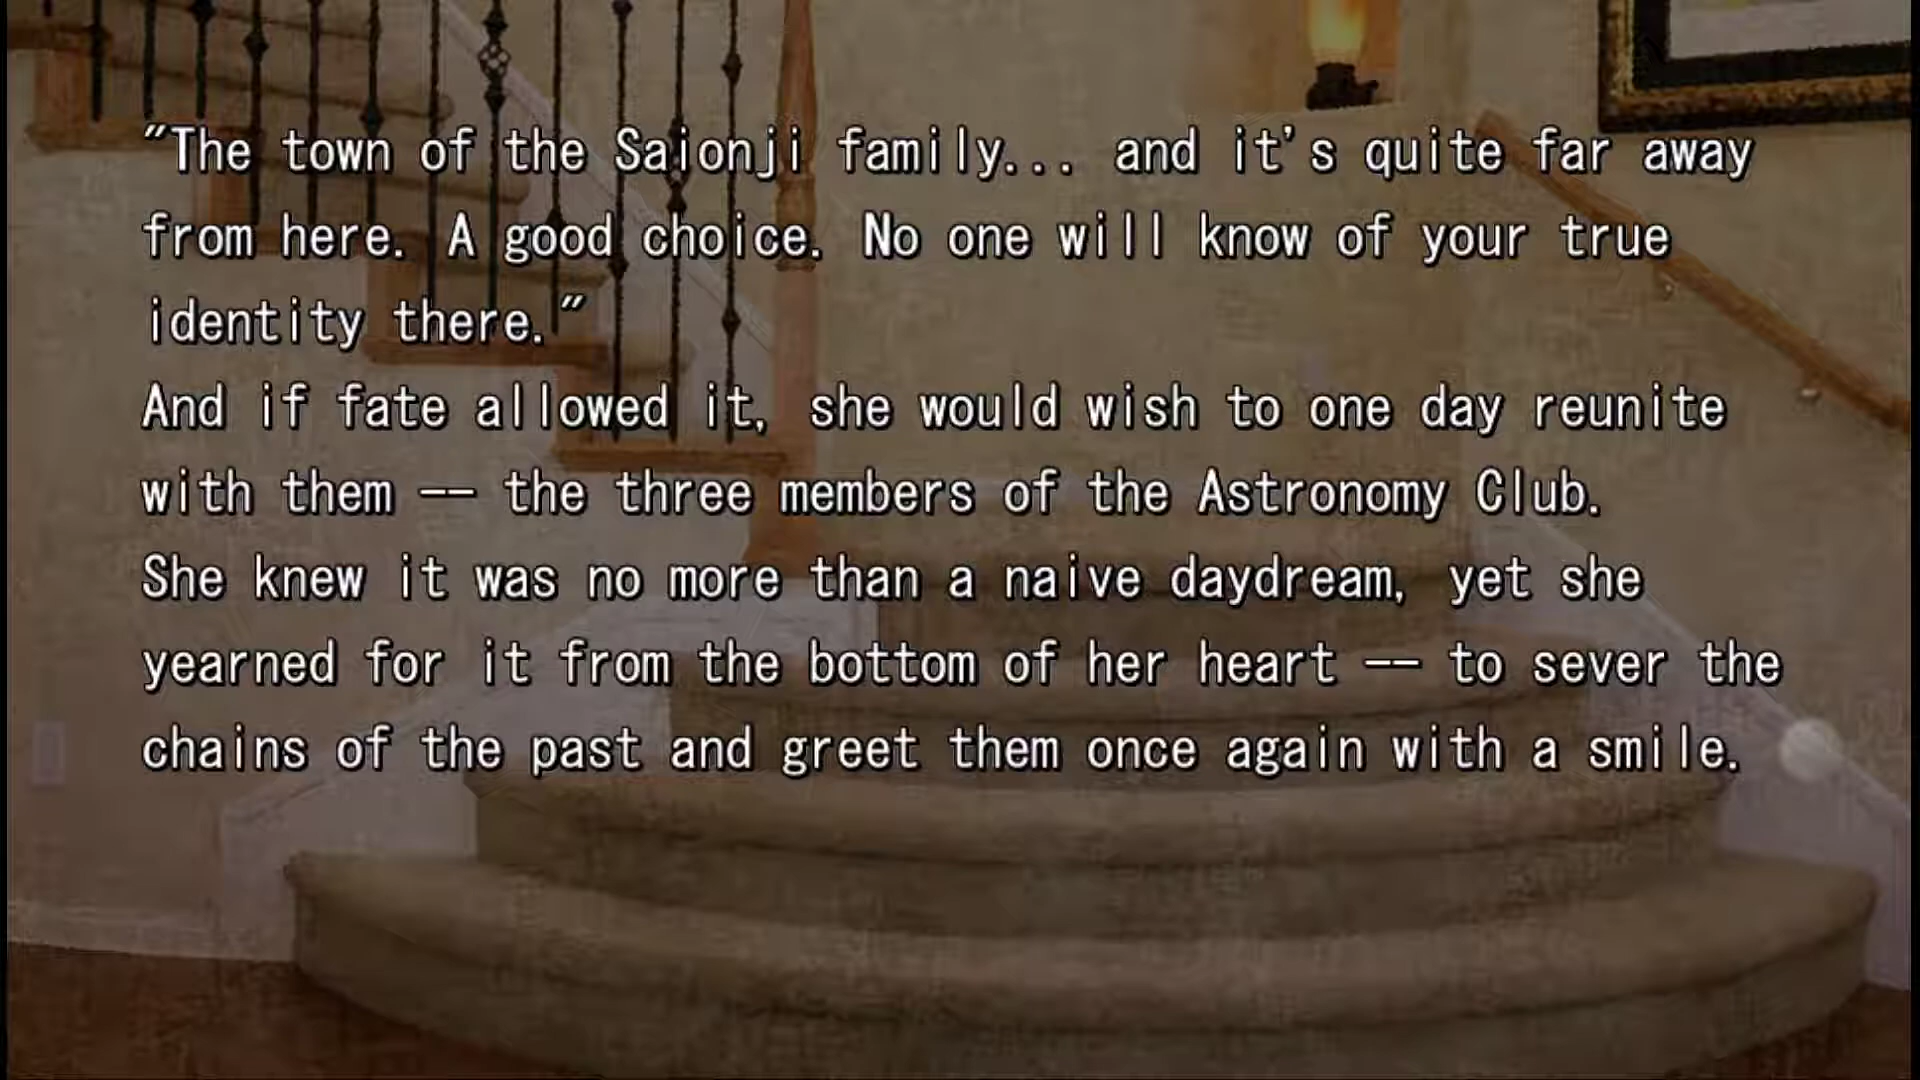 "The town of the Saionji family... and it's quite far away
from here. A good choice. No one will know of your true
identity there."
And if fate allowed it, she would wish to one day reunite
with them -- the three members of the Astronomy Club.
She knew it was no more than a naive daydream, yet she
yearned for it from the bottom of her heart -- to sever the
chains of the past and greet them once again with a smile.